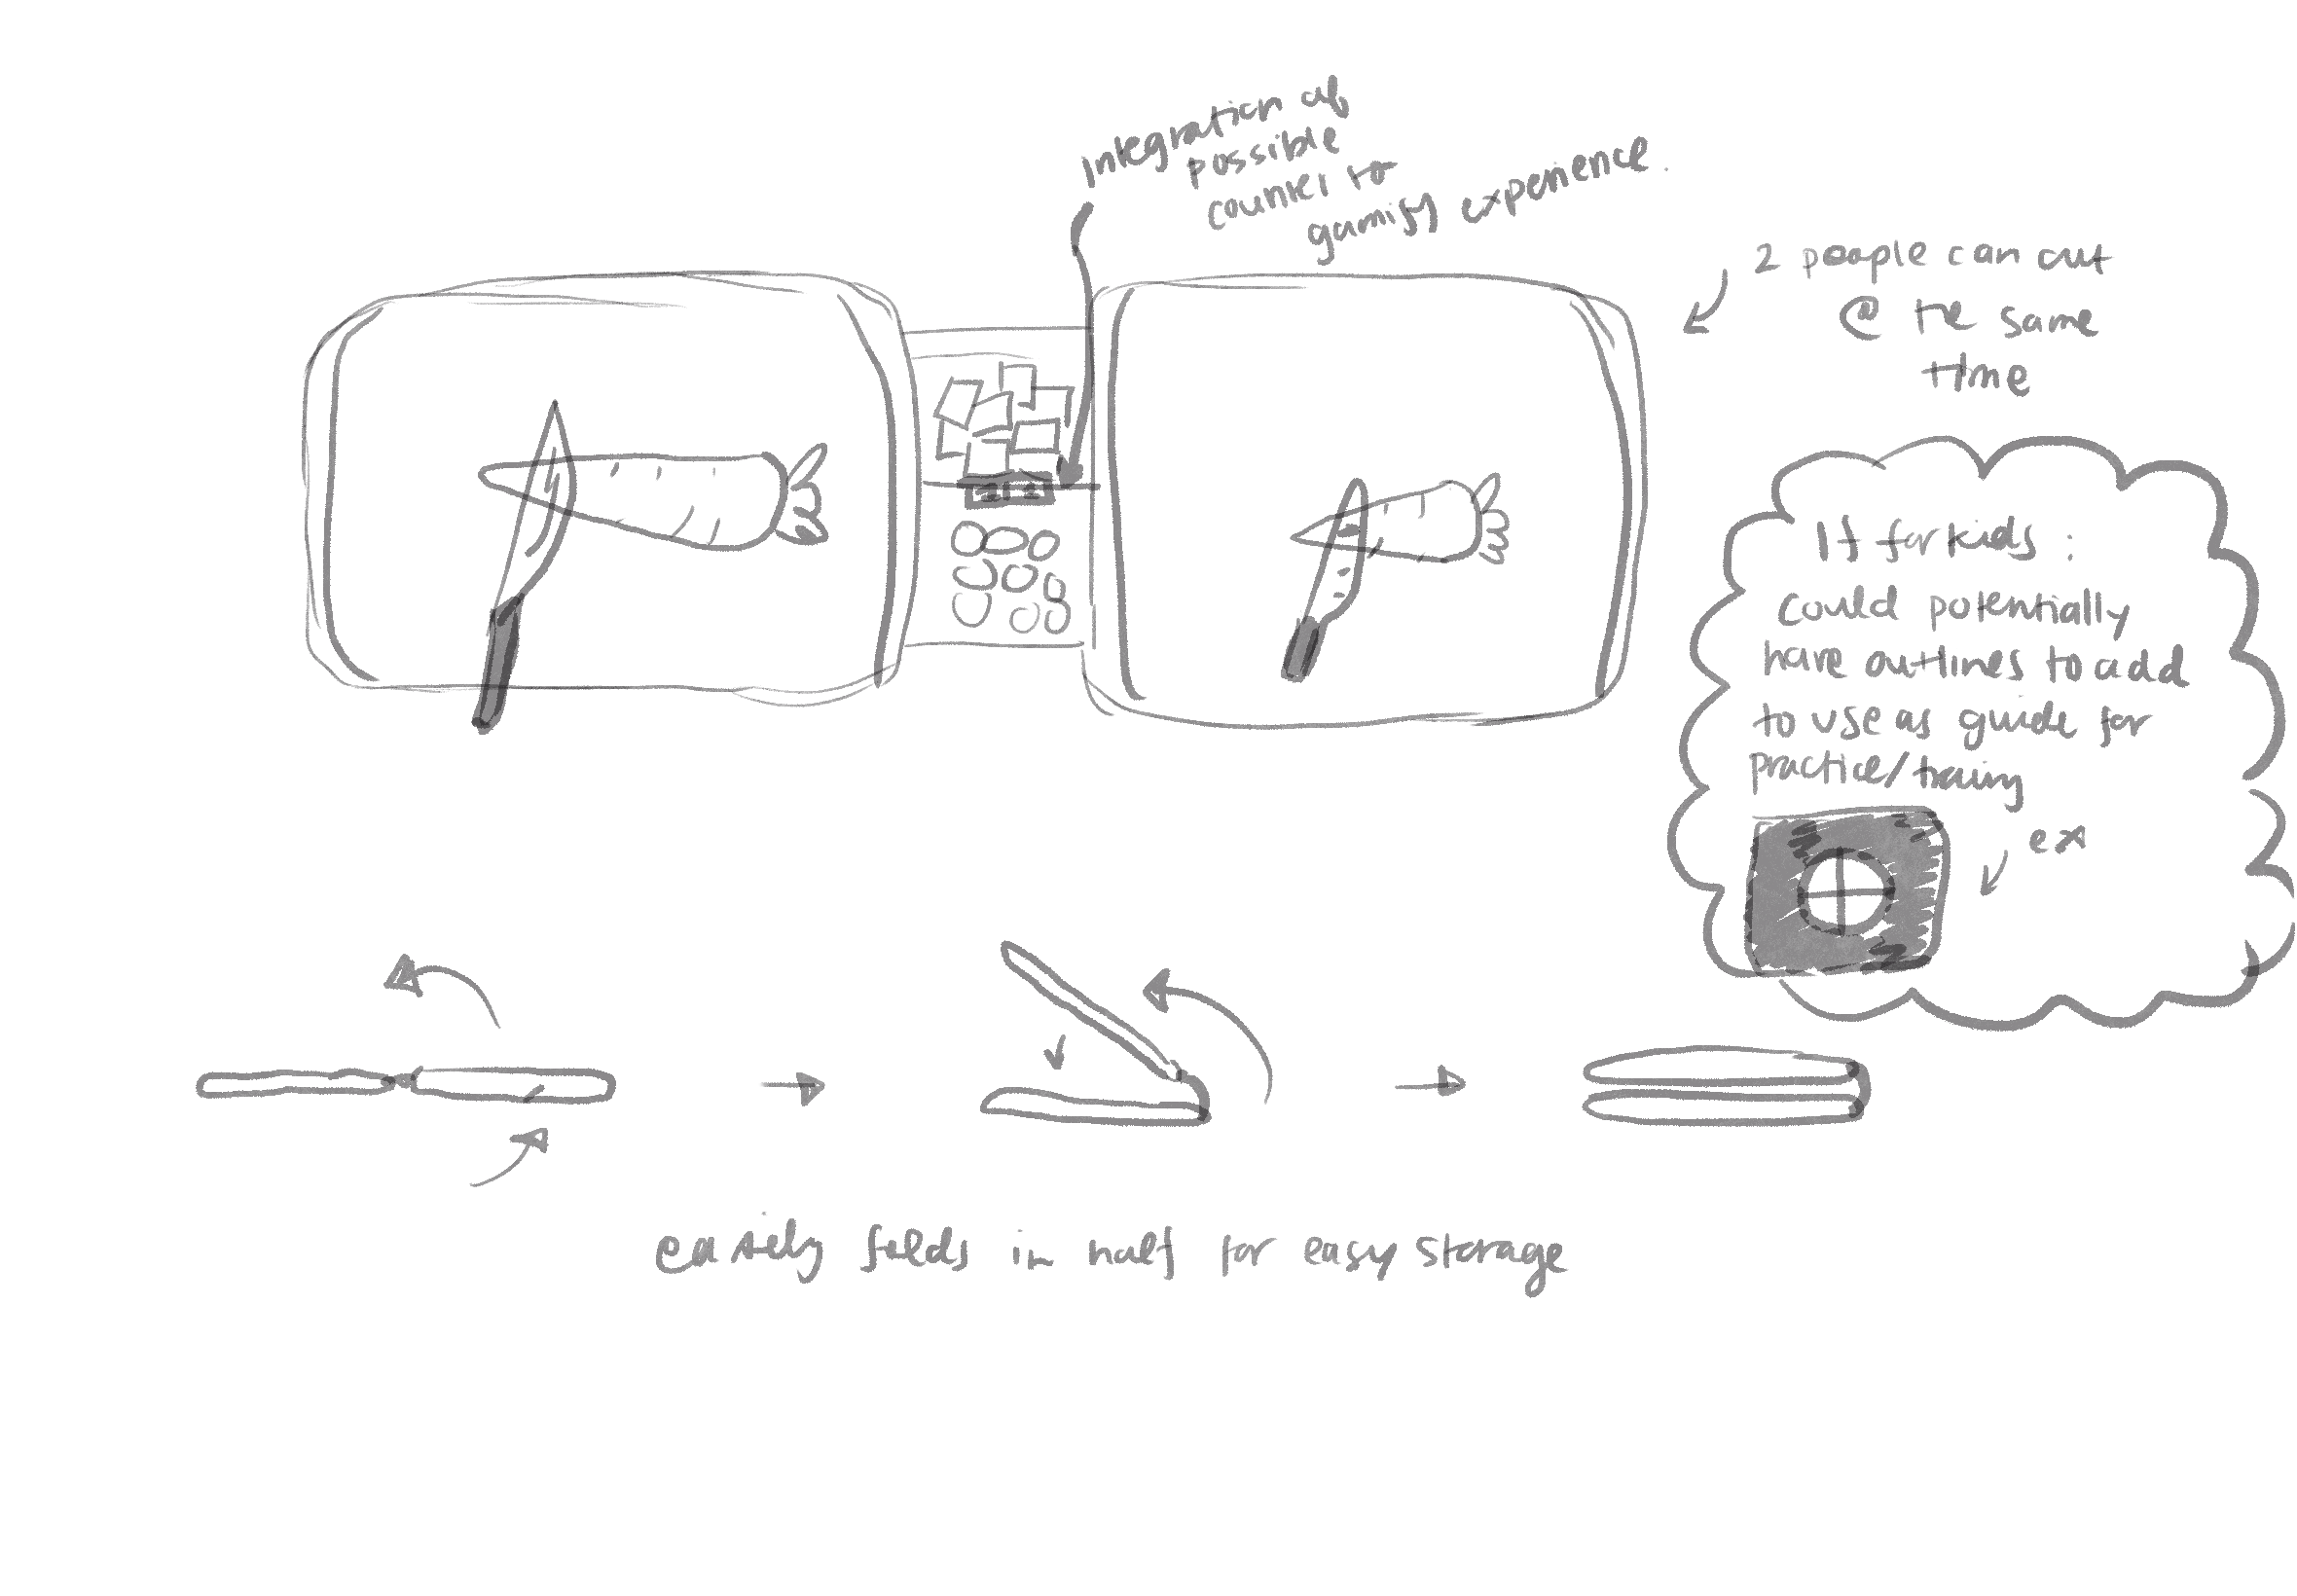 integration of
possible
counter to
gamify experience.
2 people can cut
@ the same
time
If for kids:
could potentially
have outlines to add
to use as guide for
practice/training
ex
easily folds in half for easy storage